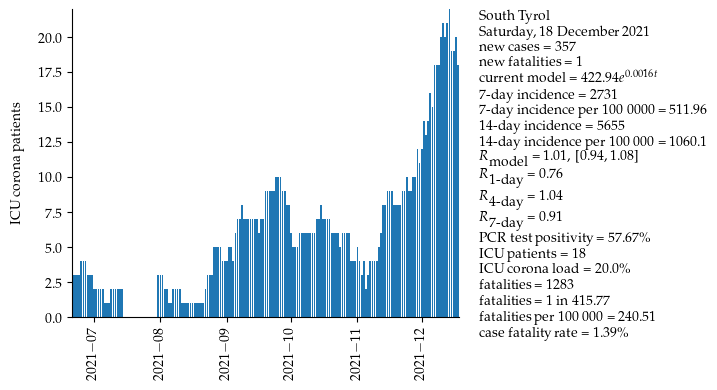 ICU corona patients
20.0
17.5
15.0
12.5
10.0
7.5
5.0
2.5
0.0
2021−07
2021−08
2021−09
2021−10
2021−11
2021−12
South Tyrol
Saturday, 18 December 2021
new cases = 357
new fatalities = 1
current model = 422.94e^0.0016t
7-day incidence = 2731
7-day incidence per 100 0000 = 511.96
14-day incidence = 5655
14-day incidence per 100 000 = 1060.1
R_model = 1.01, [0.94, 1.08]
R_1-day = 0.76
R_4-day = 1.04
R_7-day = 0.91
PCR test positivity = 57.67%
ICU patients = 18
ICU corona load = 20.0%
fatalities = 1283
fatalities = 1 in 415.77
fatalities per 100 000 = 240.51
case fatality rate = 1.39%